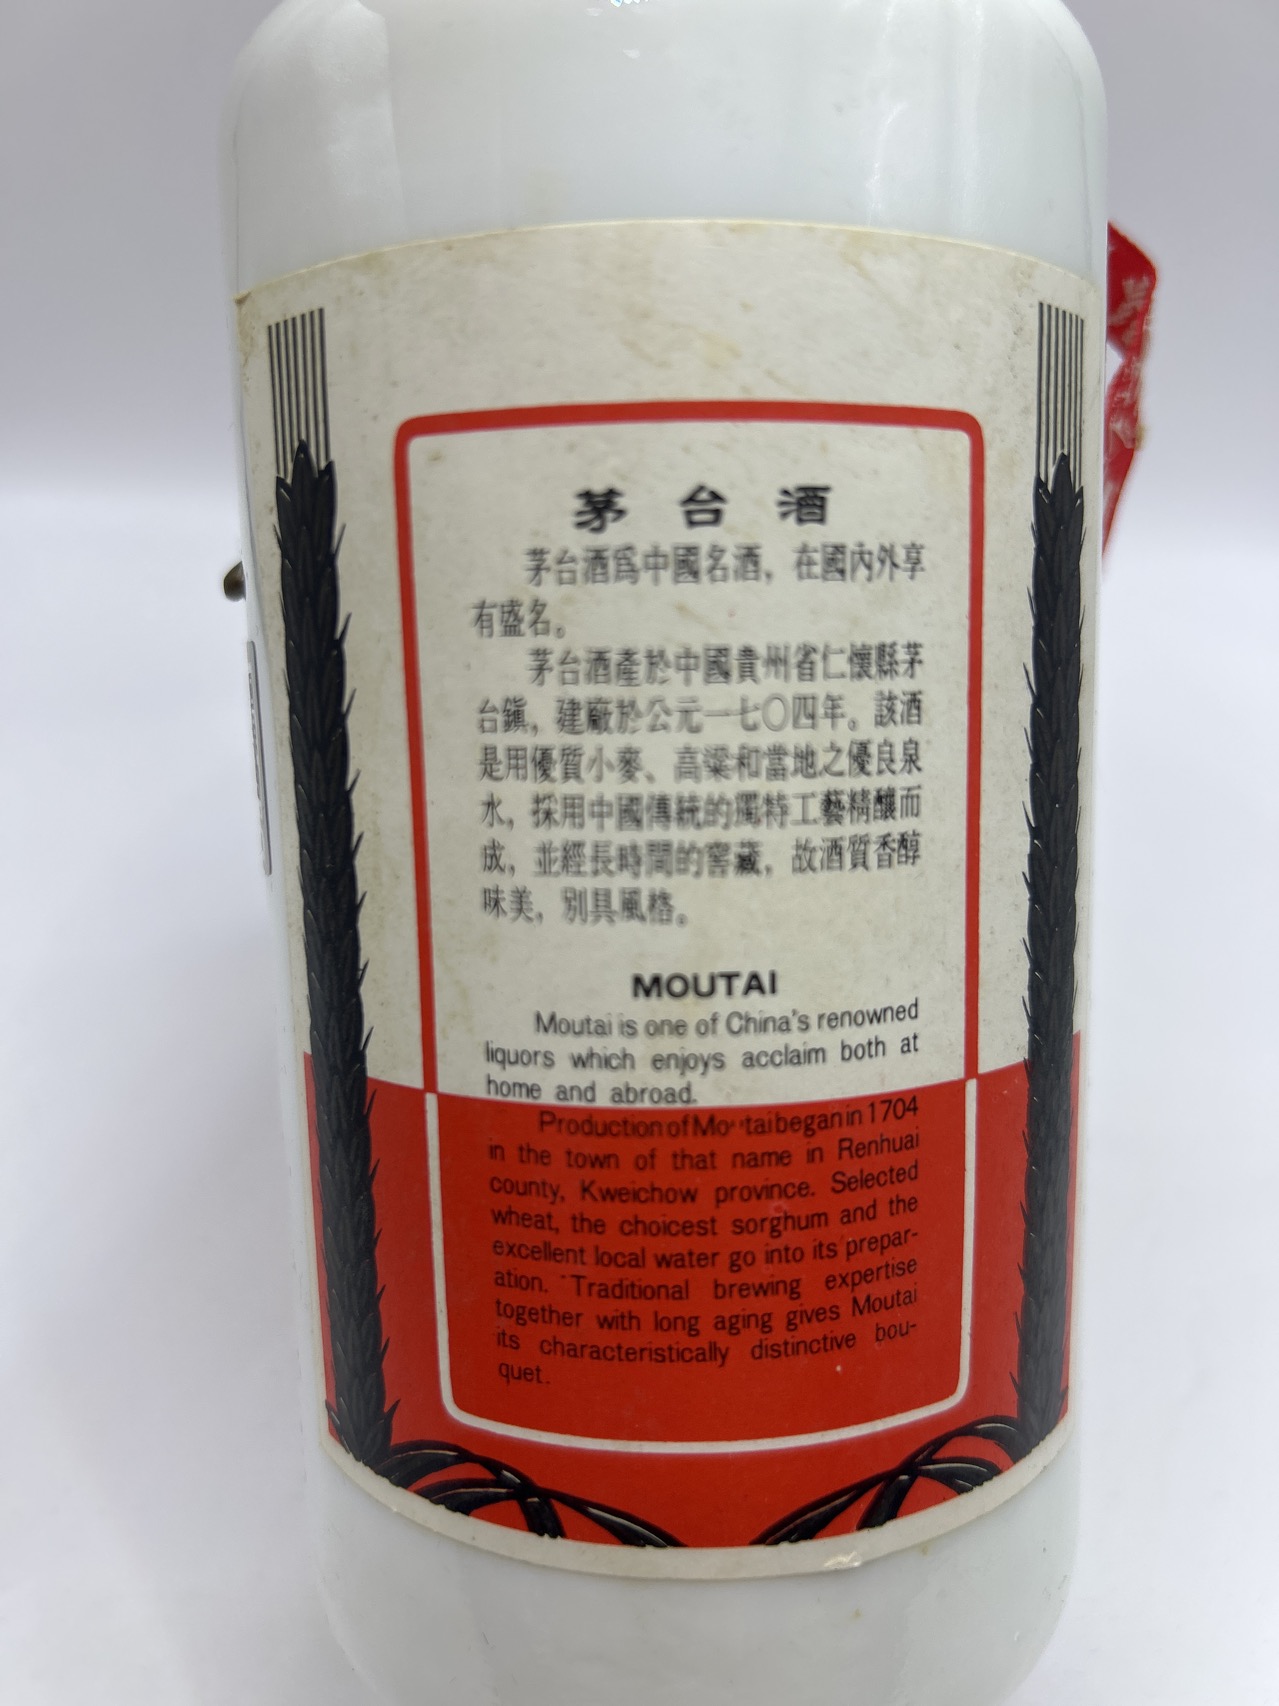 茅台酒
茅台酒爲中國名酒，在國內外享
有盛名。
茅台酒產於中國貴州省仁懷縣茅
台鎭，建廠於公元一七〇四年。該酒
是用優質小麥、高粱和當地之優良泉
水，採用中國傳統的獨特工藝精釀而
成，並經長時間的窖藏，故酒質香醇
味美，別具風格。
MOUTAI
Moutai is one of China's renowned
liquors which enjoys acclaim both at
home and abroad.
Production of Moutai began in 1704
in the town of that name in Renhuai
county, Kweichow province. Selected
wheat, the choicest sorghum and the
excellent local water go into its prepar-
ation. Traditional brewing expertise
together with long aging gives Moutai
its characteristically distinctive bou-
quet.